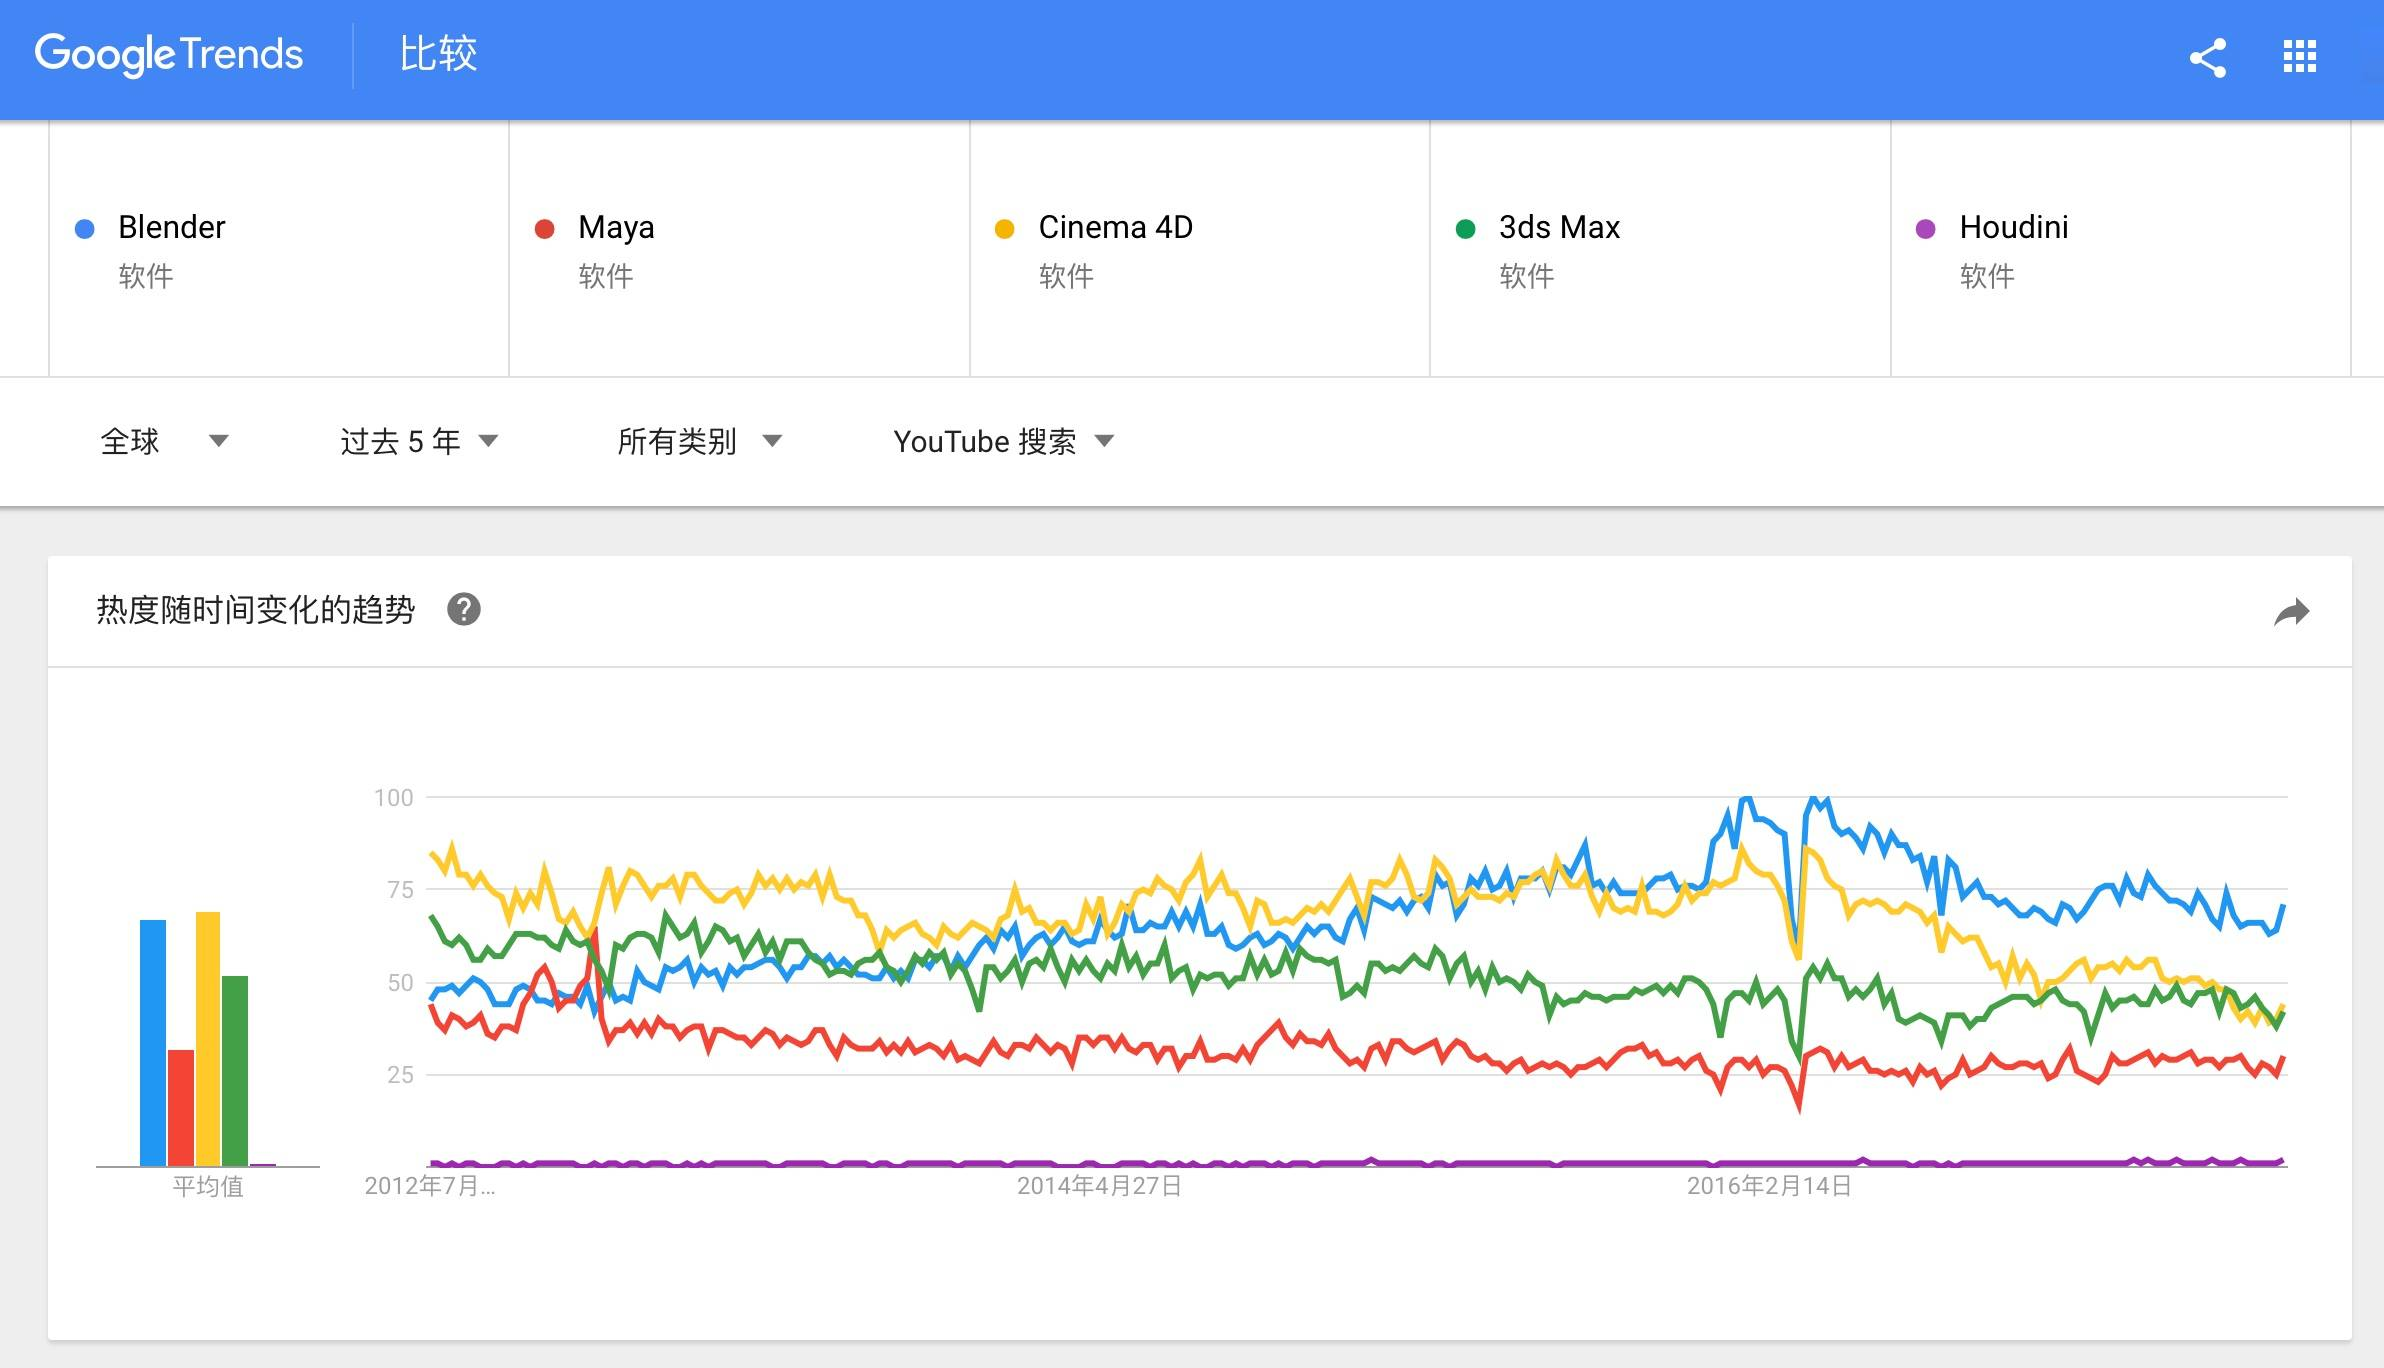 Google Trends 比较
Blender
软件
Maya
软件
Cinema 4D
软件
3ds Max
软件
Houdini
软件
全球 过去 5 年 所有类别 YouTube 搜索
热度随时间变化的趋势 ?
100
75
50
25
平均值 2012年7月... 2014年4月27日 2016年2月14日